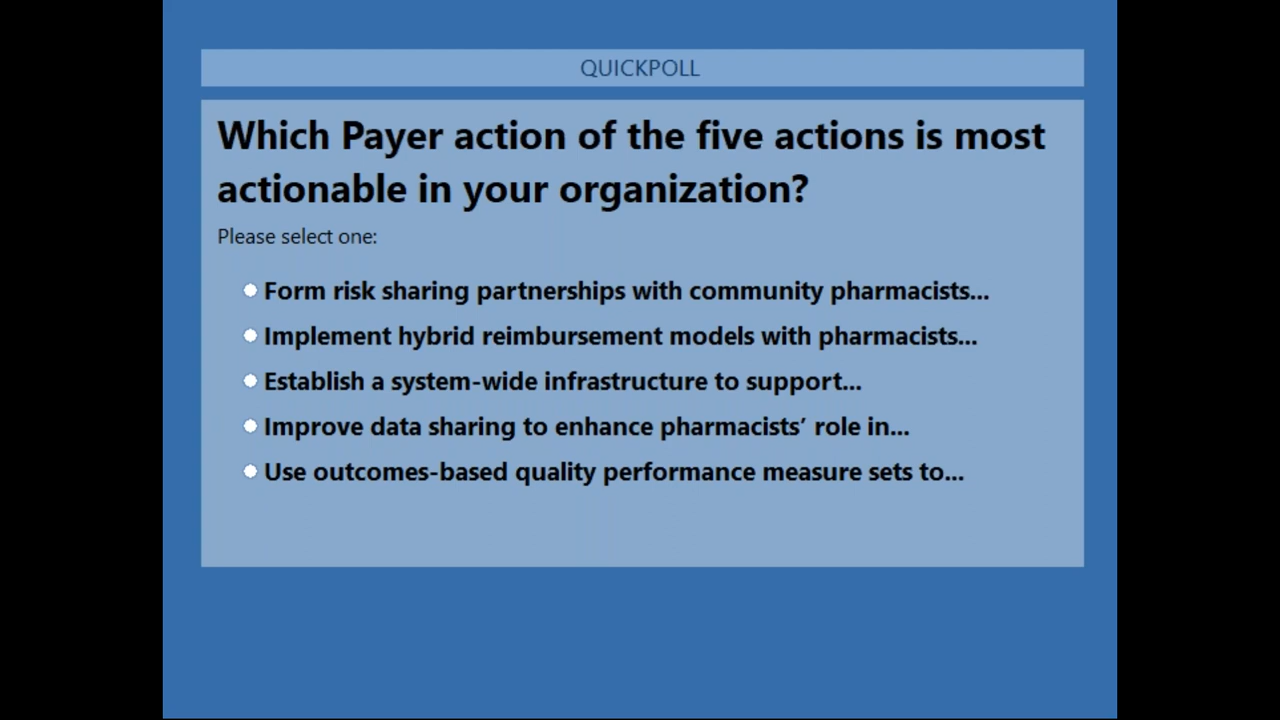 QUICKPOLL
Which Payer action of the five actions is most
actionable in your organization?
Please select one:
Form risk sharing partnerships with community pharmacists...
Implement hybrid reimbursement models with pharmacists...
Establish a system-wide infrastructure to support...
Improve data sharing to enhance pharmacists’ role in...
Use outcomes-based quality performance measure sets to...